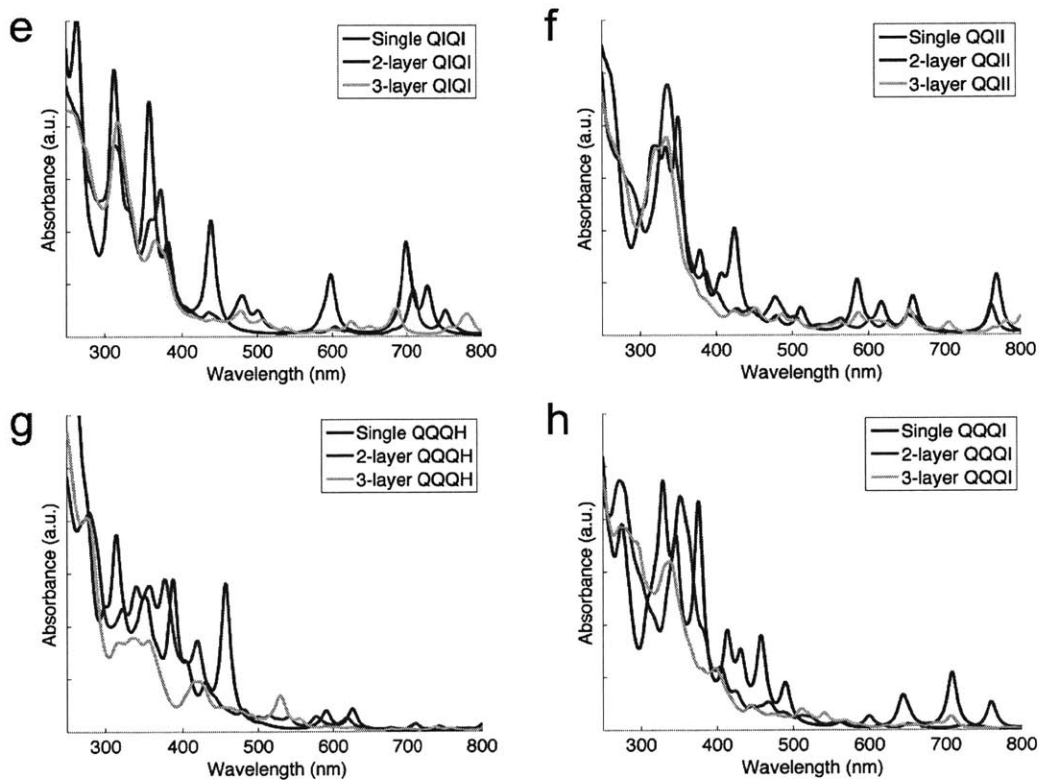 e
Single QIQI
2-layer QIQI
3-layer QIQI
Absorbance (a.u.)
300 400 500 600 700 800
Wavelength (nm)
f
Single QQII
2-layer QQII
3-layer QQII
Absorbance (a.u.)
300 400 500 600 700 800
Wavelength (nm)
g
Single QQQH
2-layer QQQH
3-layer QQQH
Absorbance (a.u.)
300 400 500 600 700 800
Wavelength (nm)
h
Single QQQI
2-layer QQQI
3-layer QQQI
Absorbance (a.u.)
300 400 500 600 700 800
Wavelength (nm)